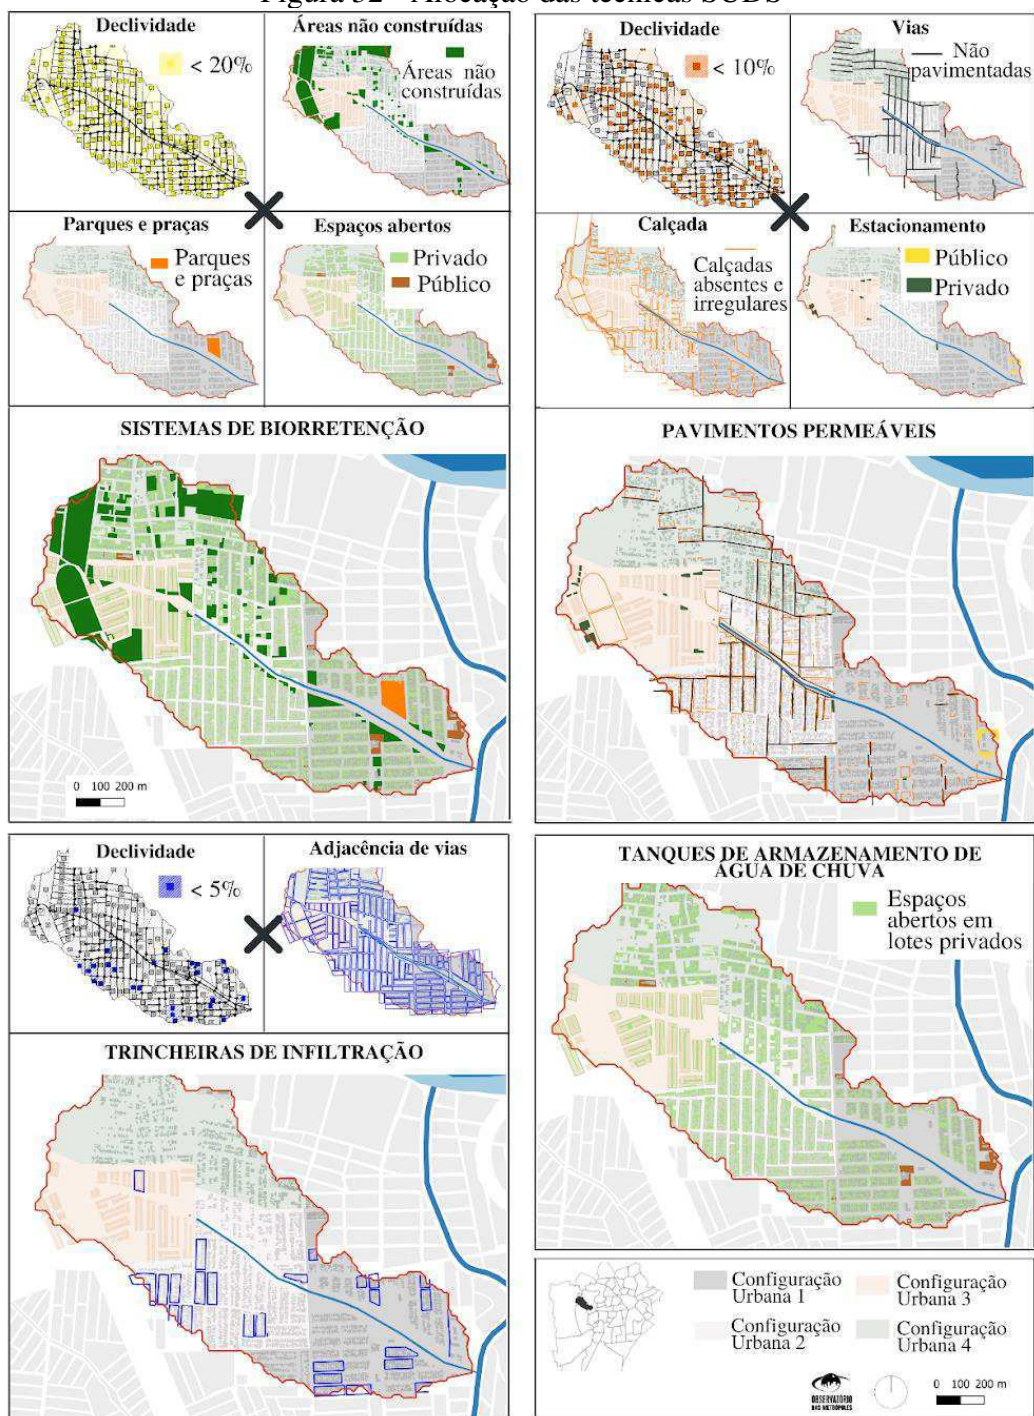 Figura 32 - Alocação das técnicas SUDS
Declividade
< 20%
Áreas não construídas
Áreas não
construídas
Parques e praças
Parques
e praças
Espaços abertos
Privado
Público
SISTEMAS DE BIORRETENÇÃO
0 100 200 m
Declividade
< 10%
Vias
Não
pavimentadas
Calçada
Calçadas
absentes e
irregulares
Estacionamento
Público
Privado
PAVIMENTOS PERMEÁVEIS
Declividade
< 5%
Adjacência de vias
TRINCHEIRAS DE INFILTRAÇÃO
TANQUES DE ARMAZENAMENTO DE
ÁGUA DE CHUVA
Espaços
abertos em
lotes privados
Configuração
Urbana 1
Configuração
Urbana 3
Configuração
Urbana 2
Configuração
Urbana 4
OBSERVATÓRIO
DAS METRÓPOLES
0 100 200 m